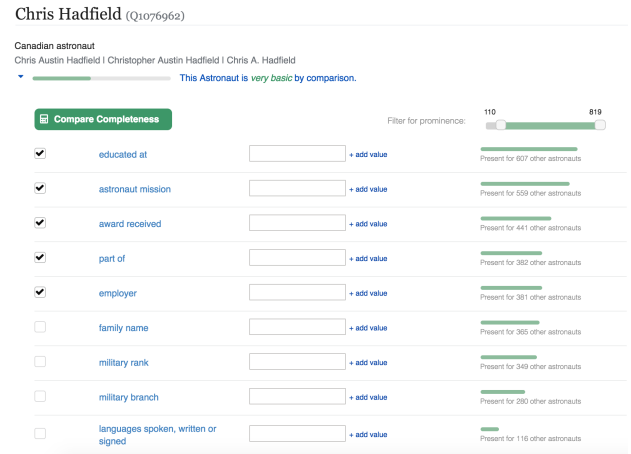 Chris Hadfield (Q1076962)
Canadian astronaut
Chris Austin Hadfield | Christopher Austin Hadfield | Chris A. Hadfield
This Astronaut is very basic by comparison.
Compare Completeness
Filter for prominence:
110 819
educated at + add value Present for 607 other astronauts
astronaut mission + add value Present for 559 other astronauts
award received + add value Present for 441 other astronauts
part of + add value Present for 382 other astronauts
employer + add value Present for 381 other astronauts
family name + add value Present for 365 other astronauts
military rank + add value Present for 349 other astronauts
military branch + add value Present for 280 other astronauts
languages spoken, written or
signed + add value Present for 116 other astronauts